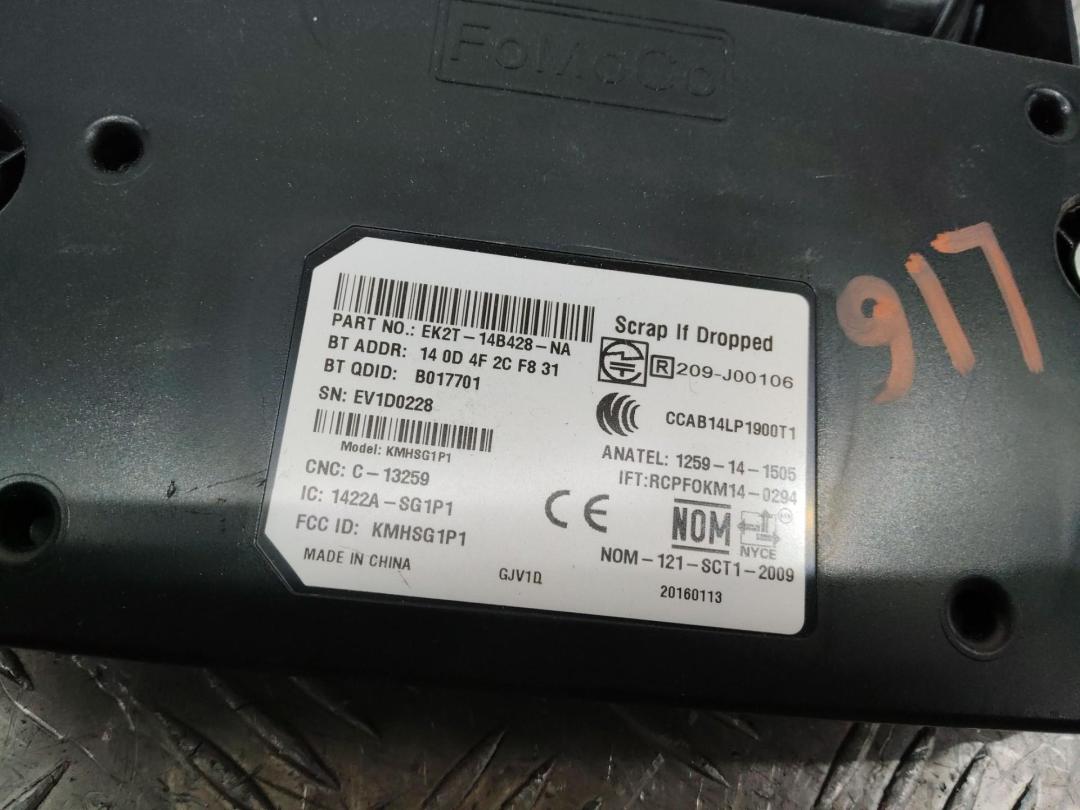 FoMoCo
917
PART NO.: EK2T-14B428-NA
BT ADDR: 14 0D 4F 2C F8 31
BT QDID: B017701
SN: EV1D0228
Model: KMHSG1P1
CNC: C-13259
IC: 1422A-SG1P1
FCC ID: KMHSG1P1
MADE IN CHINA
GJV1Q
Scrap If Dropped
R 209-J00106
CCAB14LP1900T1
ANATEL: 1259-14-1505
IFT:RCPFOKM14-0294
CE
NOM
NYCE
NOM-121-SCT1-2009
20160113